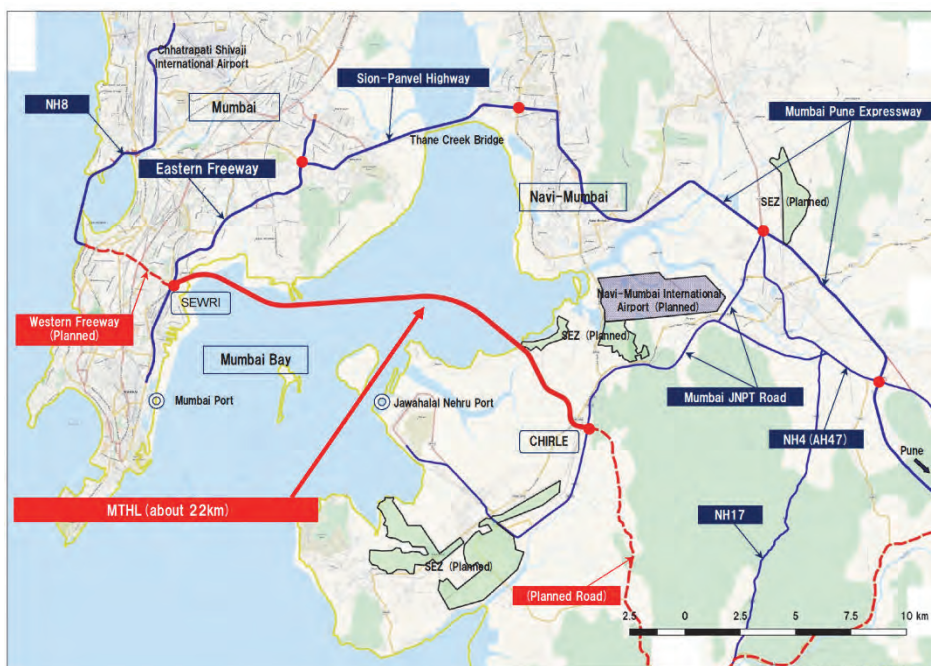 Chhatrapati Shivaji
International Airport
NH8
Mumbai
Sion-Panvel Highway
Mumbai Pune Expressway
Thane Creek Bridge
Eastern Freeway
Navi-Mumbai
SEZ (Planned)
SEWRI
Navi-Mumbai International
Airport (Planned)
Western Freeway
(Planned)
SEZ (Planned)
Mumbai Bay
Mumbai Port
Jawahalal Nehru Port
Mumbai JNPT Road
CHIRLE
NH4 (AH47)
Pune
MTHL (about 22km)
NH17
SEZ (Planned)
(Planned Road)
2.5 0 2.5 5 7.5 10 km